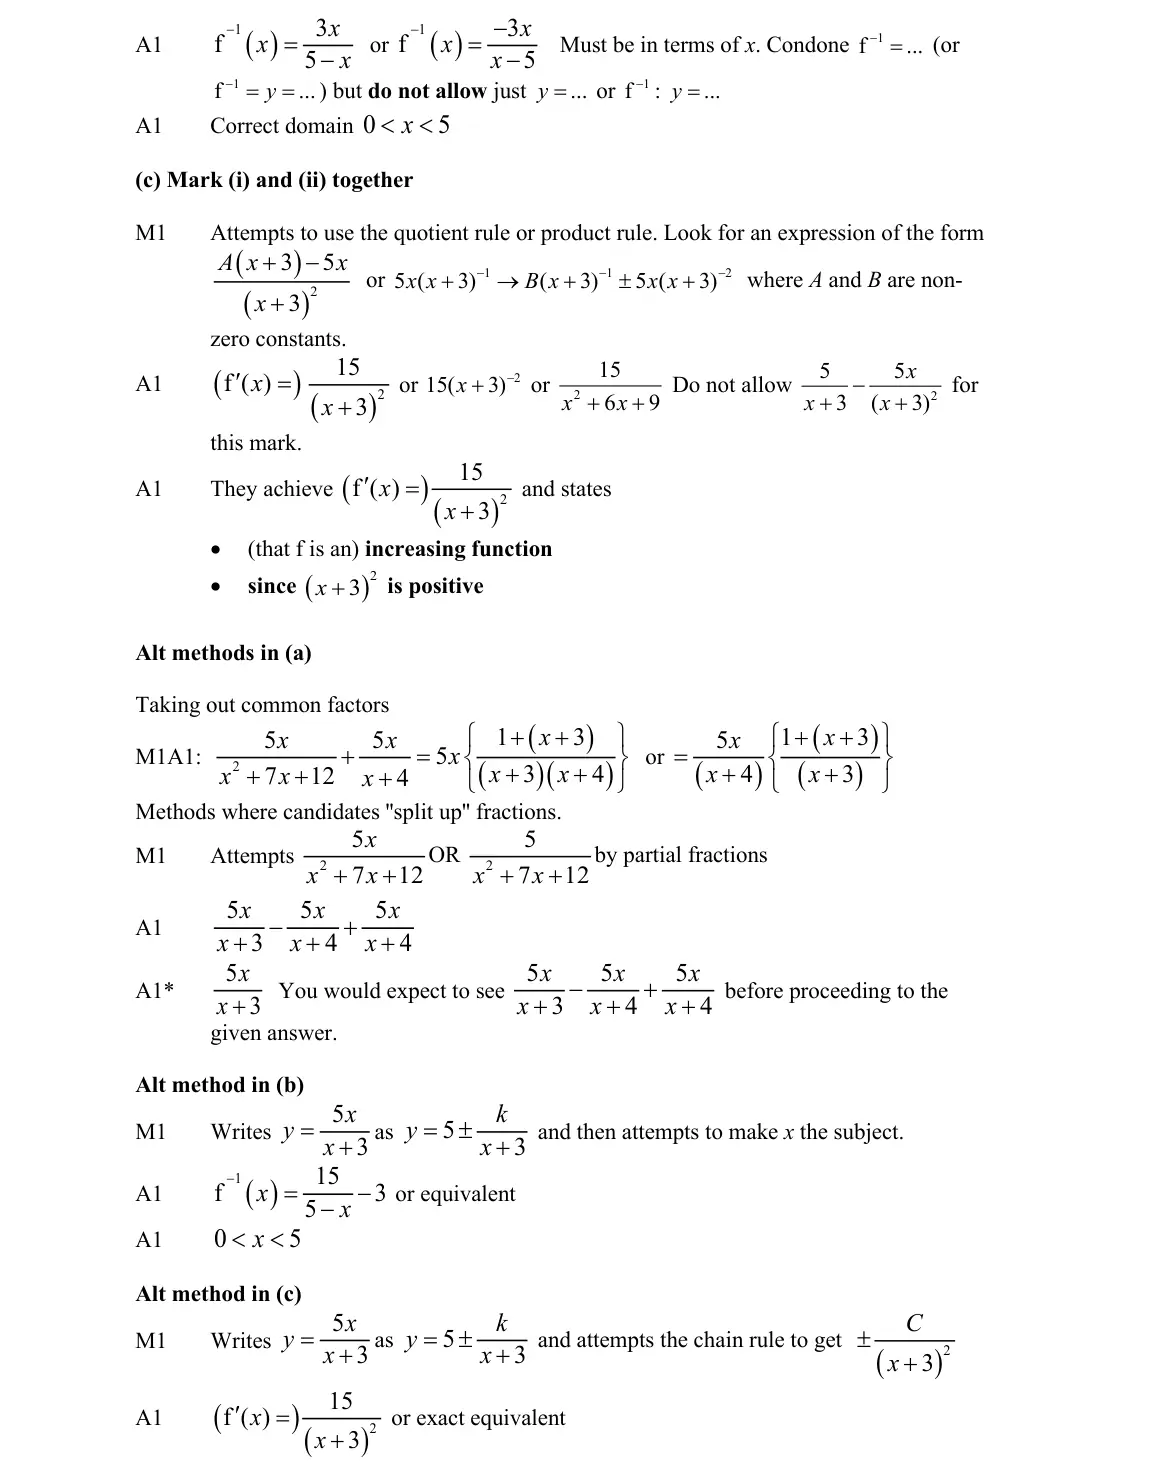 A1 f⁻¹(x) = 3x/(5 − x) or f⁻¹(x) = −3x/(x − 5) Must be in terms of x. Condone f⁻¹ = ... (or
f⁻¹ = y = ...) but do not allow just y = ... or f⁻¹ : y = ...
A1 Correct domain 0 < x < 5
(c) Mark (i) and (ii) together
M1 Attempts to use the quotient rule or product rule. Look for an expression of the form
(A(x + 3) − 5x)/(x + 3)² or 5x(x + 3)⁻¹ → B(x + 3)⁻¹ ± 5x(x + 3)⁻² where A and B are non-
zero constants.
A1 (f′(x) =) 15/(x + 3)² or 15(x + 3)⁻² or 15/(x² + 6x + 9) Do not allow 5/(x + 3) − 5x/(x + 3)² for
this mark.
A1 They achieve (f′(x) =) 15/(x + 3)² and states
• (that f is an) increasing function
• since (x + 3)² is positive
Alt methods in (a)
Taking out common factors
M1A1: 5x/(x² + 7x + 12) + 5x/(x + 4) = 5x{(1 + (x + 3))/((x + 3)(x + 4))} or = 5x/(x + 4) {(1 + (x + 3))/(x + 3)}
Methods where candidates "split up" fractions.
M1 Attempts 5x/(x² + 7x + 12) OR 5/(x² + 7x + 12) by partial fractions
A1 5x/(x + 3) − 5x/(x + 4) + 5x/(x + 4)
A1* 5x/(x + 3) You would expect to see 5x/(x + 3) − 5x/(x + 4) + 5x/(x + 4) before proceeding to the
given answer.
Alt method in (b)
M1 Writes y = 5x/(x + 3) as y = 5 ± k/(x + 3) and then attempts to make x the subject.
A1 f⁻¹(x) = 15/(5 − x) − 3 or equivalent
A1 0 < x < 5
Alt method in (c)
M1 Writes y = 5x/(x + 3) as y = 5 ± k/(x + 3) and attempts the chain rule to get ± C/(x + 3)²
A1 (f′(x) =) 15/(x + 3)² or exact equivalent